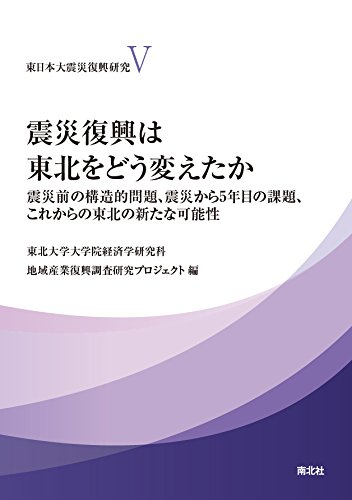 東日本大震災復興研究 V
震災復興は
東北をどう変えたか
震災前の構造的問題、震災から5年目の課題、
これからの東北の新たな可能性
東北大学大学院経済学研究科
地域産業復興調査研究プロジェクト 編
南北社